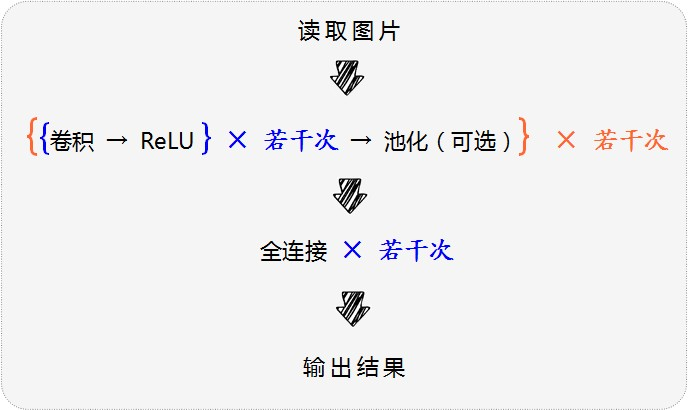 读取图片
{{卷积 → ReLU } × 若干次 → 池化（可选）} × 若干次
全连接 × 若干次
输出结果